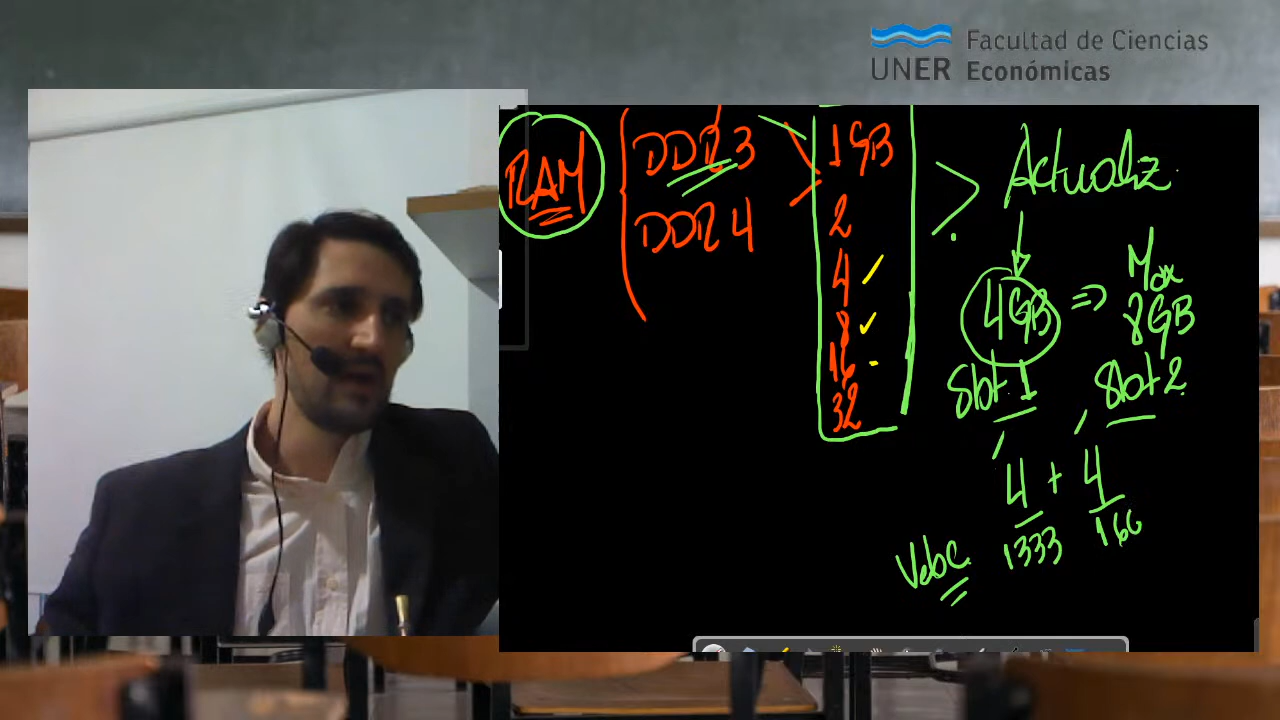 Facultad de Ciencias
UNER Económicas
RAM
DDR3
DDR4
1GB
2
4
8
16
32
Actualiz.
4GB => Max
8GB
Slot 1
Slot 2
4 + 4
1333
166
Veloc.